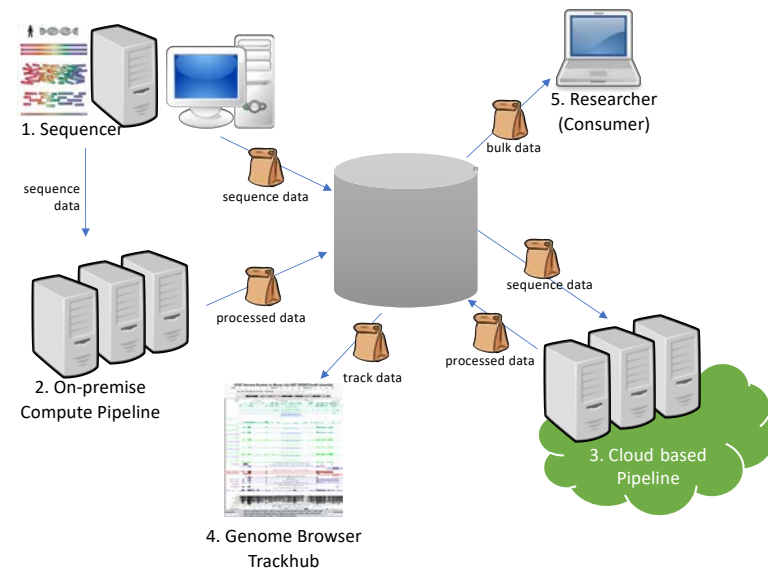 1. Sequencer
5. Researcher
(Consumer)
bulk data
sequence
data
sequence data
sequence data
processed data
processed data
track data
2. On-premise
Compute Pipeline
3. Cloud based
Pipeline
4. Genome Browser
Trackhub